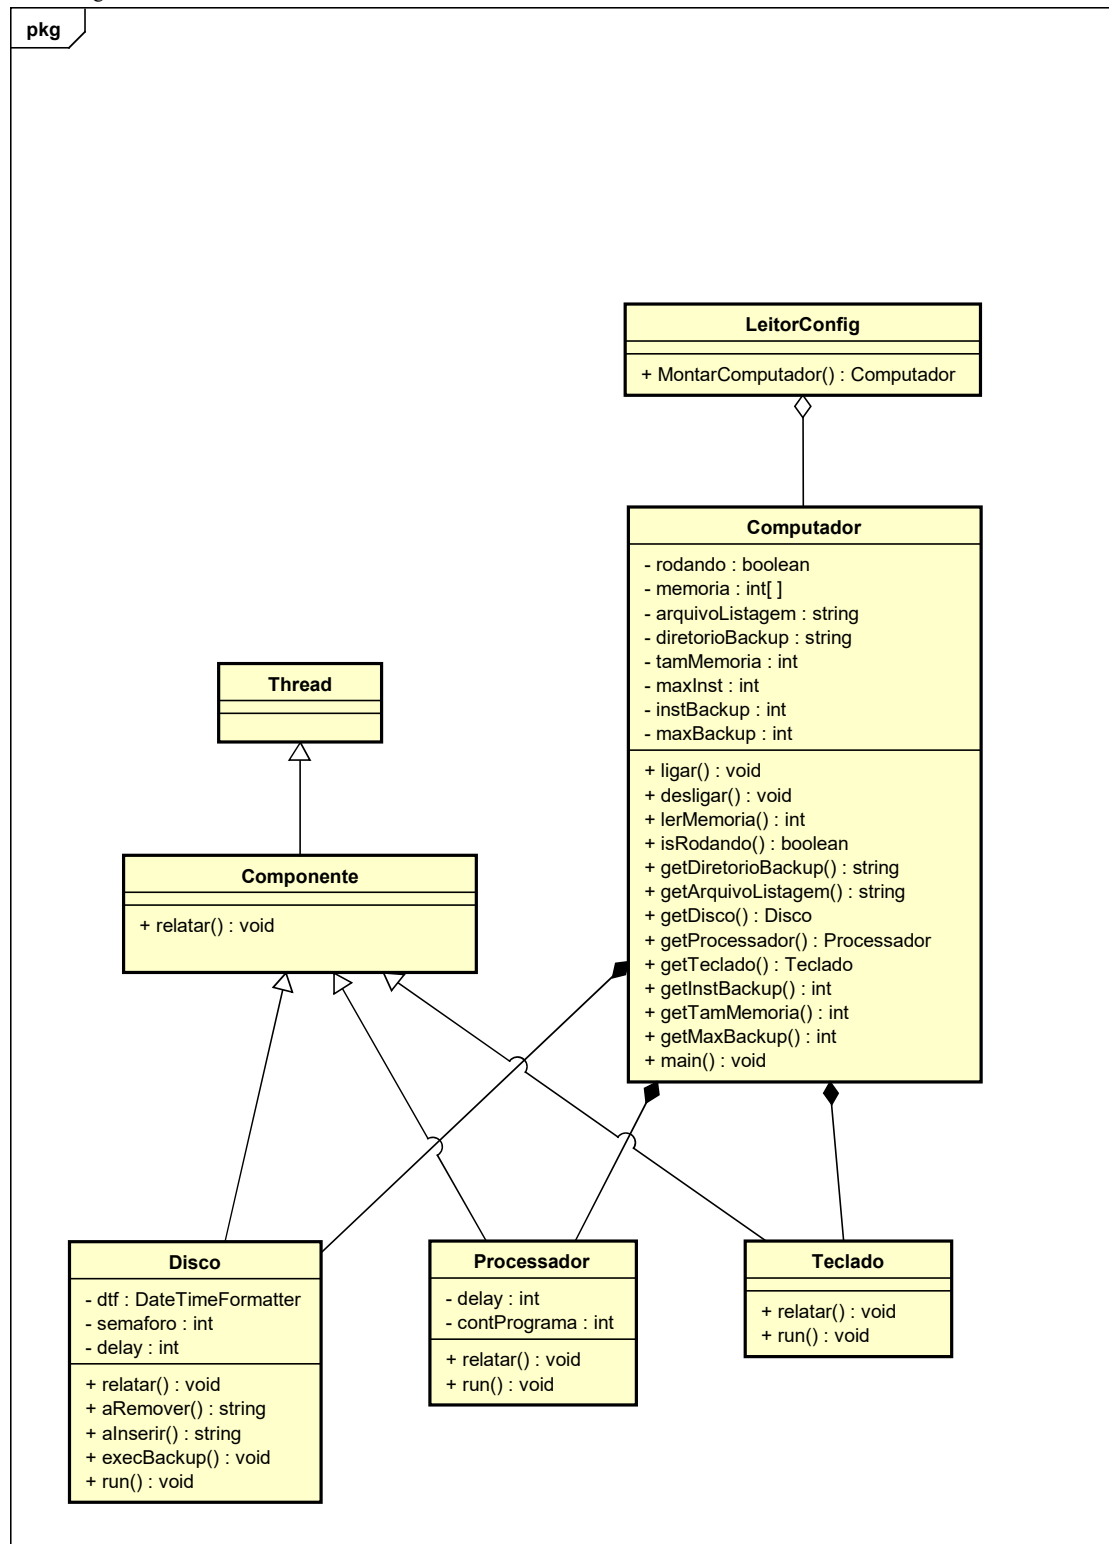 pkg
LeitorConfig
+ MontarComputador() : Computador
Computador
- rodando : boolean
- memoria : int[ ]
- arquivoListagem : string
- diretorioBackup : string
- tamMemoria : int
- maxInst : int
- instBackup : int
- maxBackup : int
+ ligar() : void
+ desligar() : void
+ lerMemoria() : int
+ isRodando() : boolean
+ getDiretorioBackup() : string
+ getArquivoListagem() : string
+ getDisco() : Disco
+ getProcessador() : Processador
+ getTeclado() : Teclado
+ getInstBackup() : int
+ getTamMemoria() : int
+ getMaxBackup() : int
+ main() : void
Thread
Componente
+ relatar() : void
Disco
- dtf : DateTimeFormatter
- semaforo : int
- delay : int
+ relatar() : void
+ aRemover() : string
+ aInserir() : string
+ execBackup() : void
+ run() : void
Processador
- delay : int
- contPrograma : int
+ relatar() : void
+ run() : void
Teclado
+ relatar() : void
+ run() : void